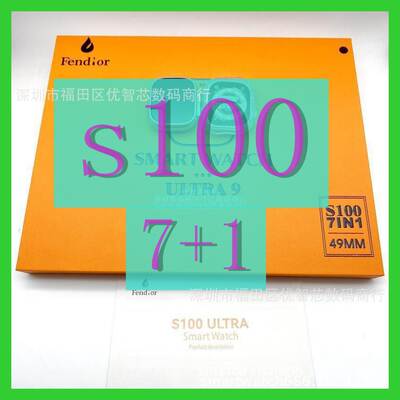 Fendior
深圳市福田区优智芯数码商行
s100
SMART WATCH
ULTRA 9
7+1
S100
7IN1
49MM
Fendior
深圳市福田区优智芯数码商行
S100 ULTRA
Smart Watch
Product description